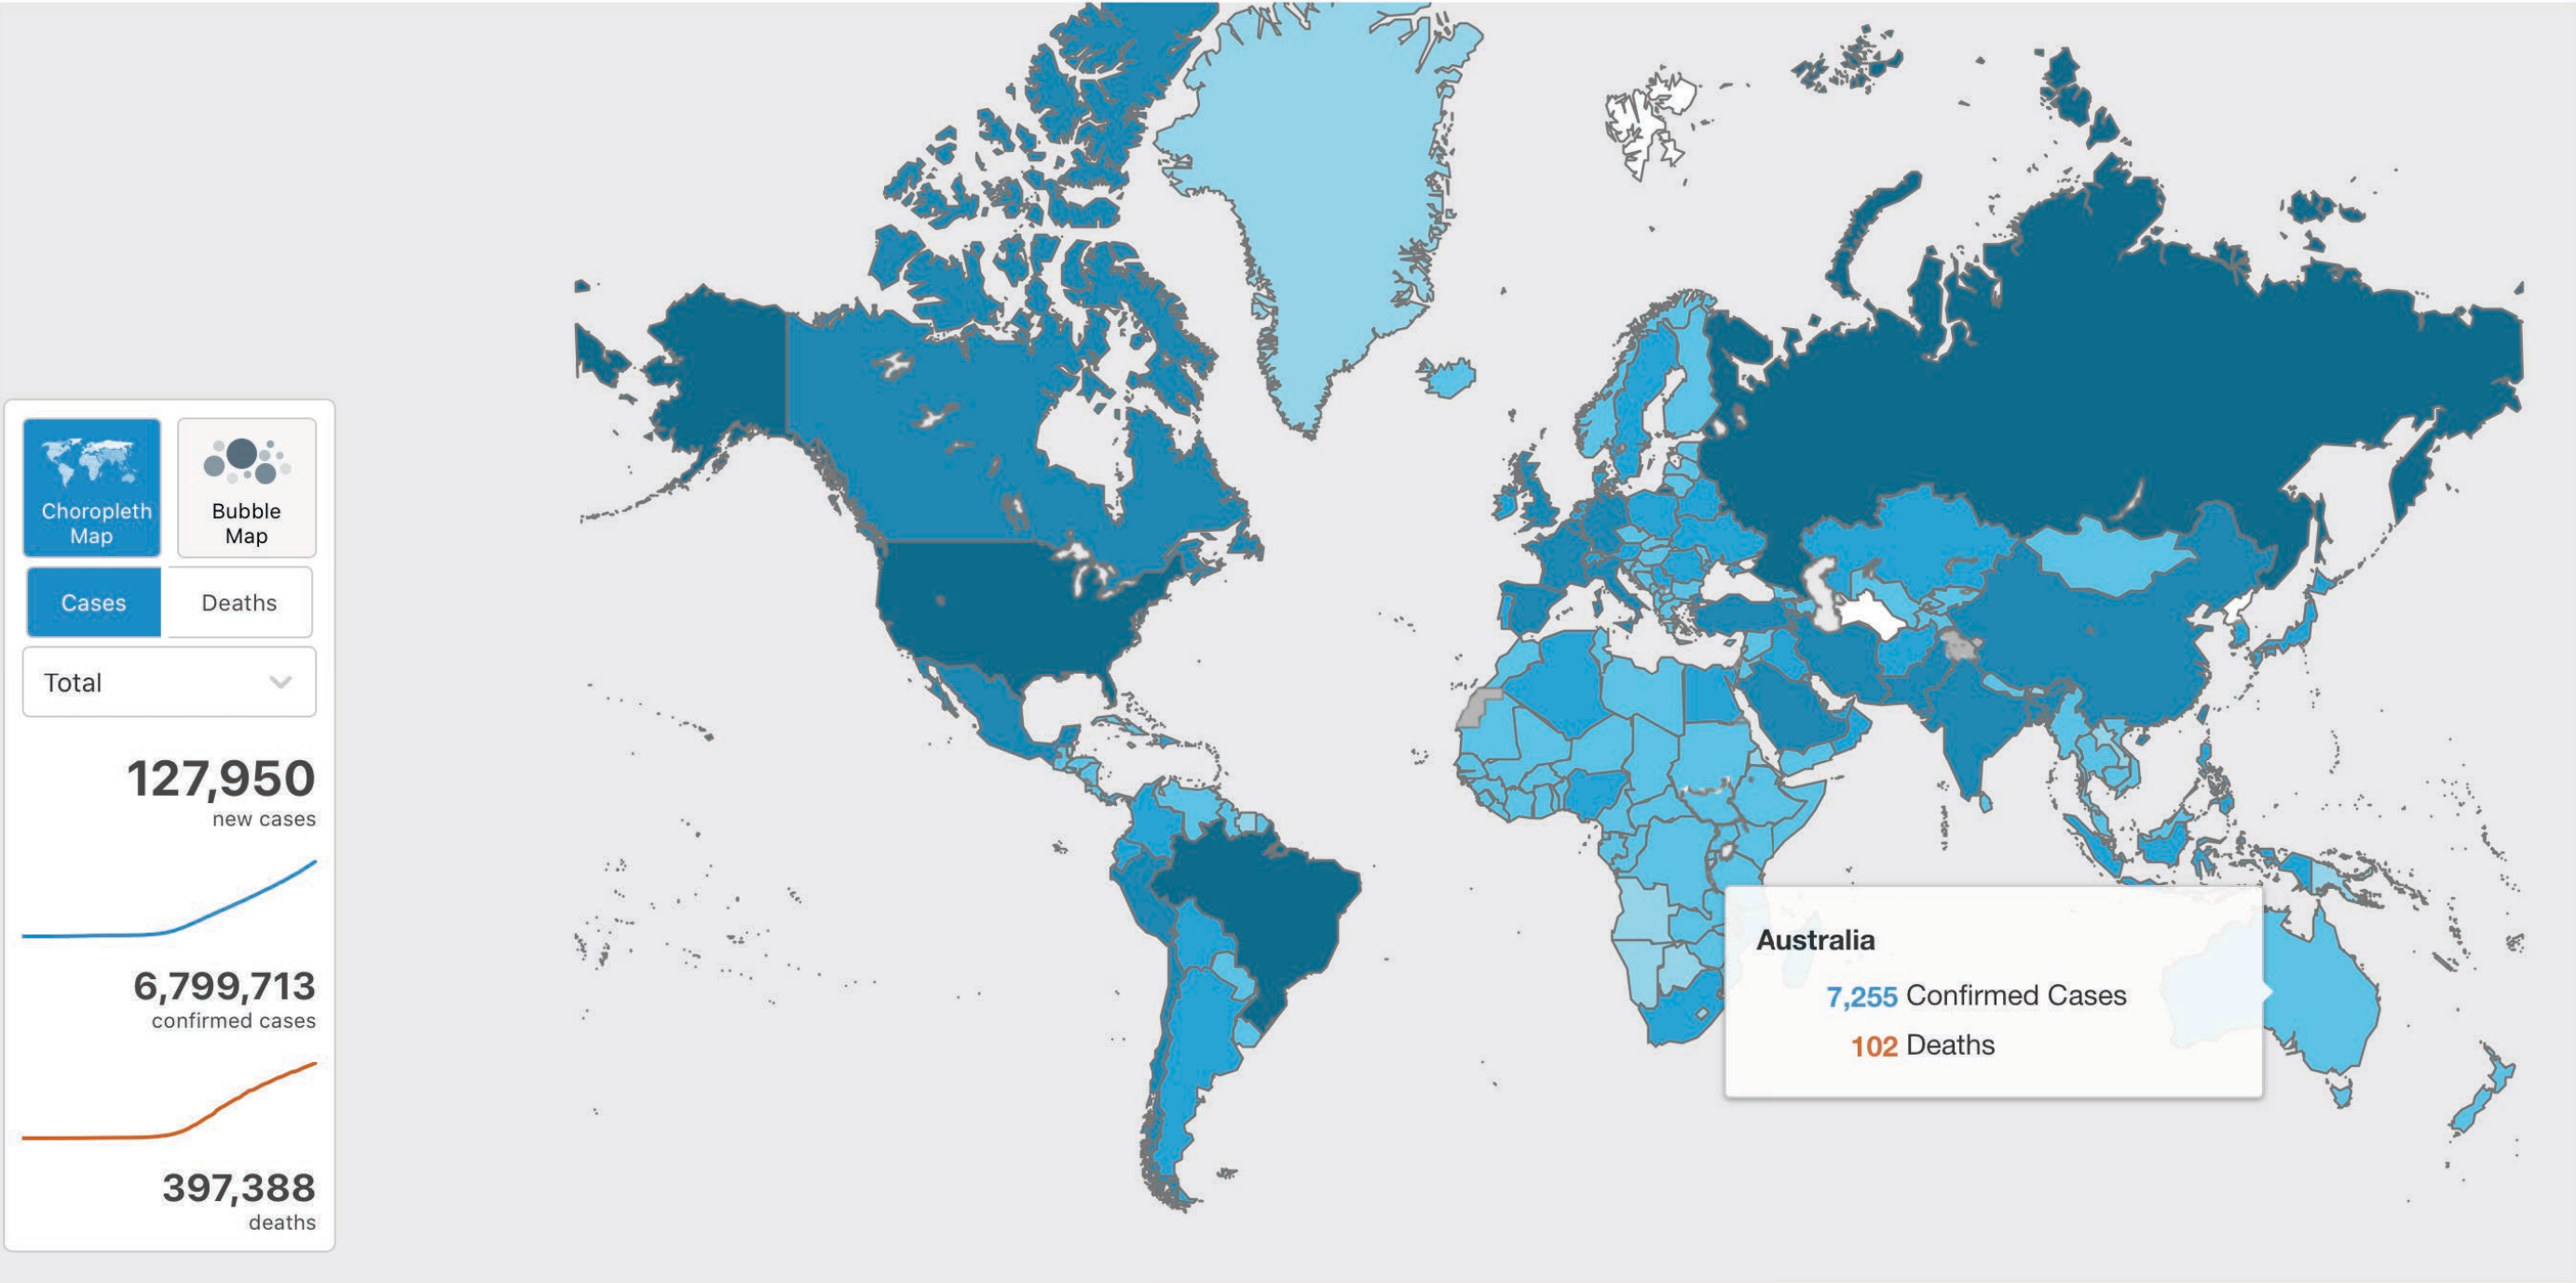 Choropleth
Map
Bubble
Map
Cases
Deaths
Total
127,950
new cases
6,799,713
confirmed cases
397,388
deaths
Australia
7,255 Confirmed Cases
102 Deaths